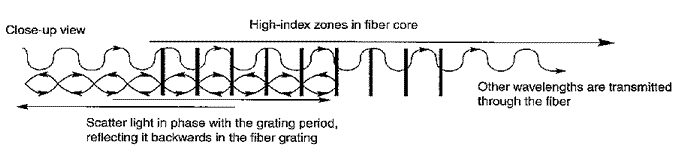 High-index zones in fiber core
Close-up view
Other wavelengths are transmitted
through the fiber
Scatter light in phase with the grating period,
reflecting it backwards in the fiber grating